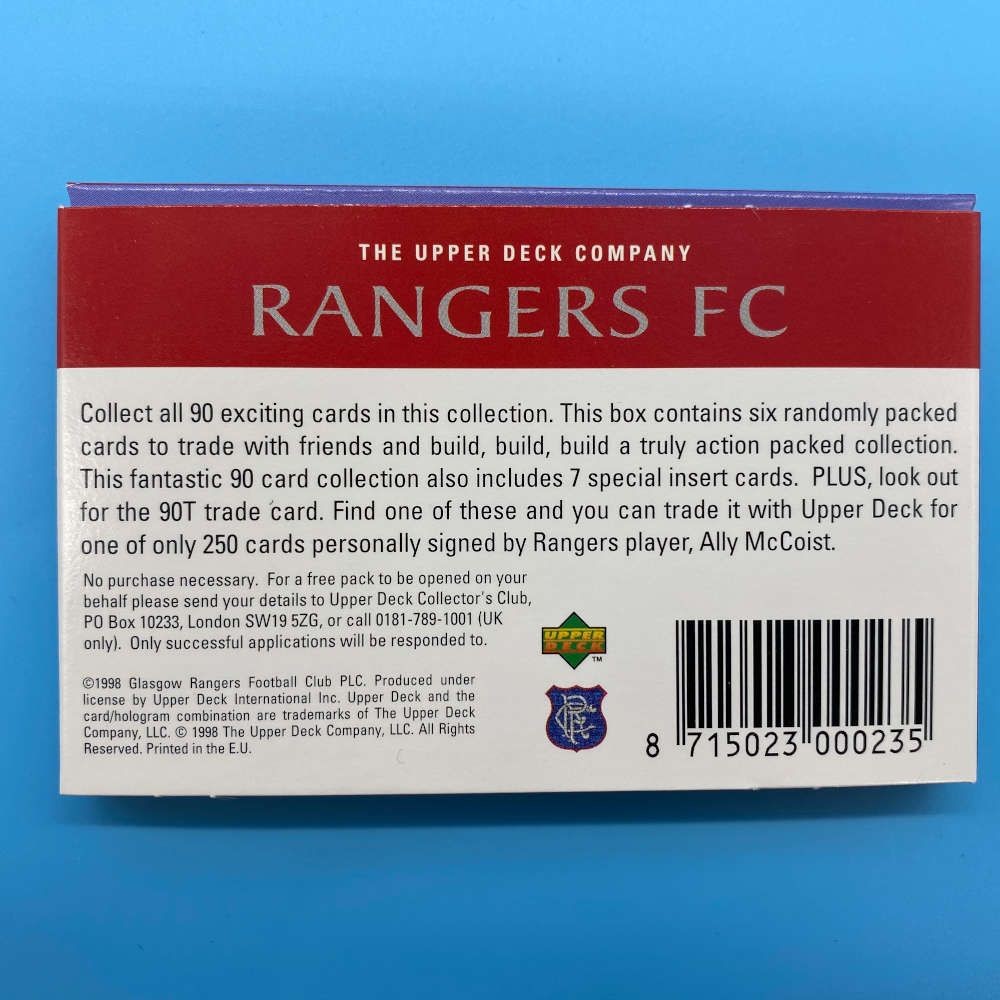 THE UPPER DECK COMPANY
RANGERS FC
Collect all 90 exciting cards in this collection. This box contains six randomly packed
cards to trade with friends and build, build, build a truly action packed collection.
This fantastic 90 card collection also includes 7 special insert cards. PLUS, look out
for the 90T trade card. Find one of these and you can trade it with Upper Deck for
one of only 250 cards personally signed by Rangers player, Ally McCoist.
No purchase necessary. For a free pack to be opened on your
behalf please send your details to Upper Deck Collector's Club,
PO Box 10233, London SW19 5ZG, or call 0181-789-1001 (UK
only). Only successful applications will be responded to.
©1998 Glasgow Rangers Football Club PLC. Produced under
license by Upper Deck International Inc. Upper Deck and the
card/hologram combination are trademarks of The Upper Deck
Company, LLC. © 1998 The Upper Deck Company, LLC. All Rights
Reserved. Printed in the E.U.
UPPER
DECK
TM
RFC
8 715023 000235